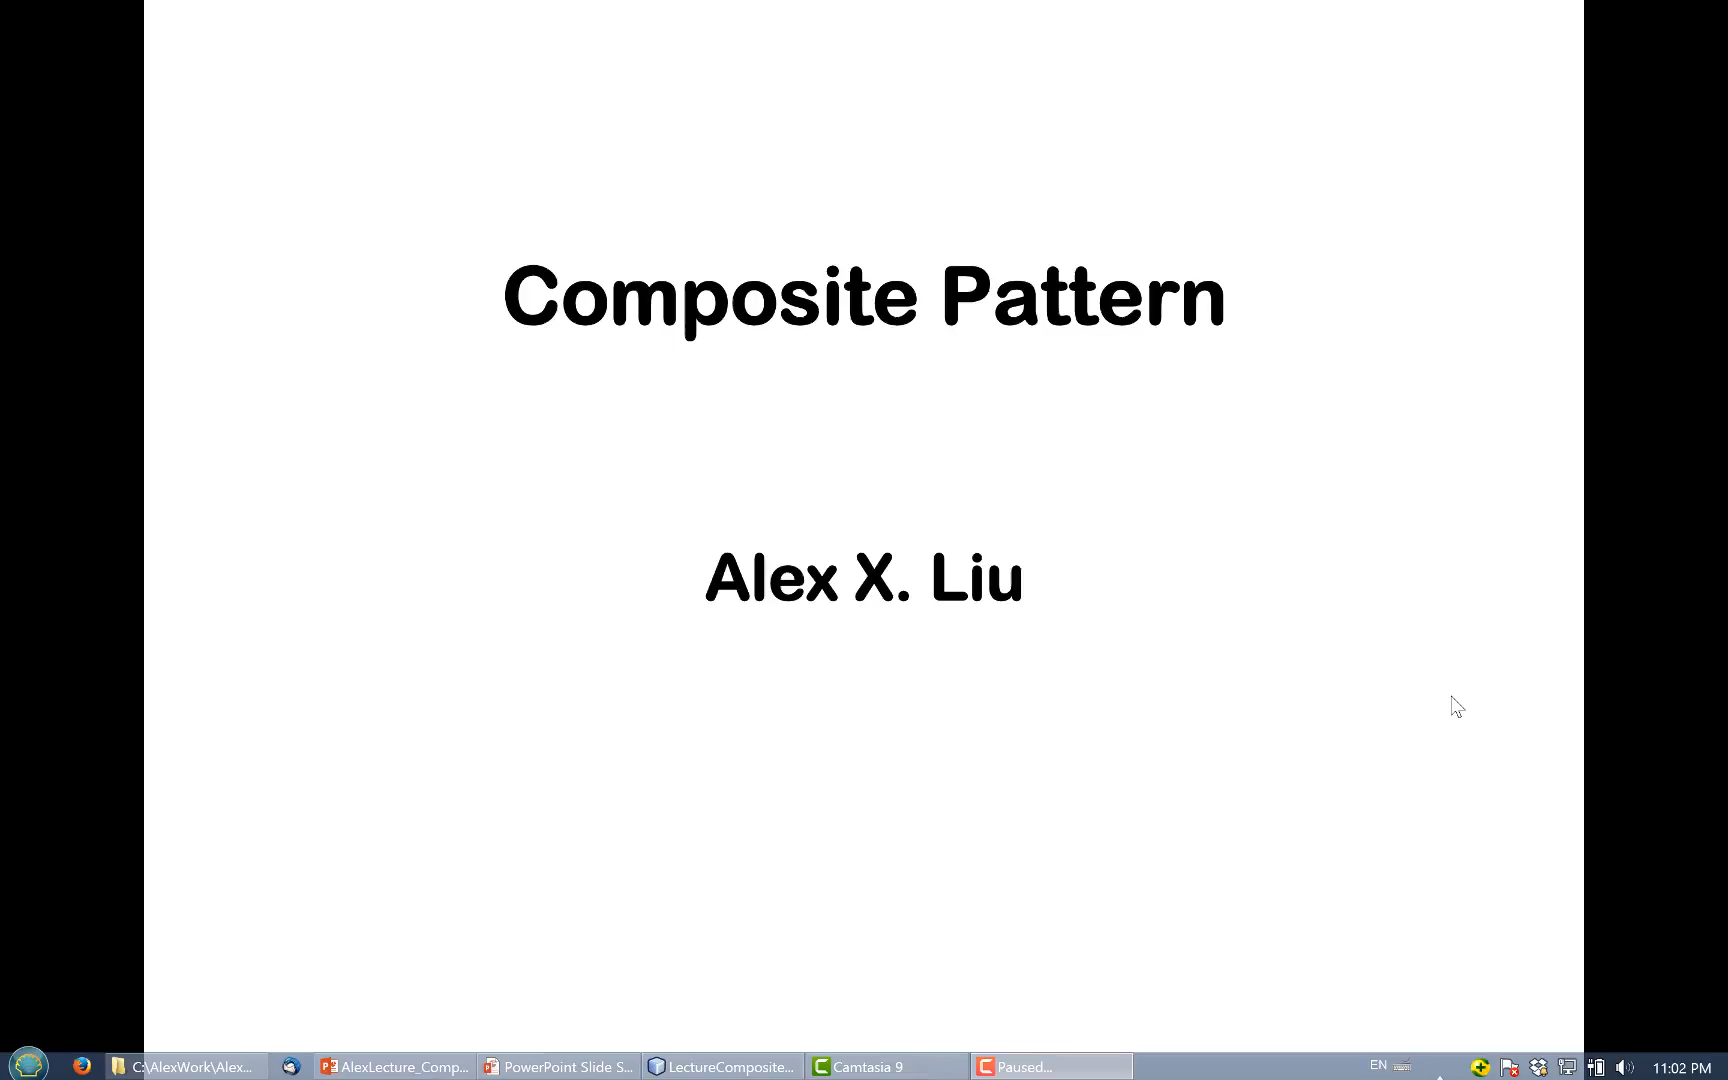 Composite Pattern
Alex X. Liu
C:\AlexWork\Alex...
AlexLecture_Comp...
PowerPoint Slide S...
LectureComposite...
Camtasia 9
Paused...
EN
11:02 PM